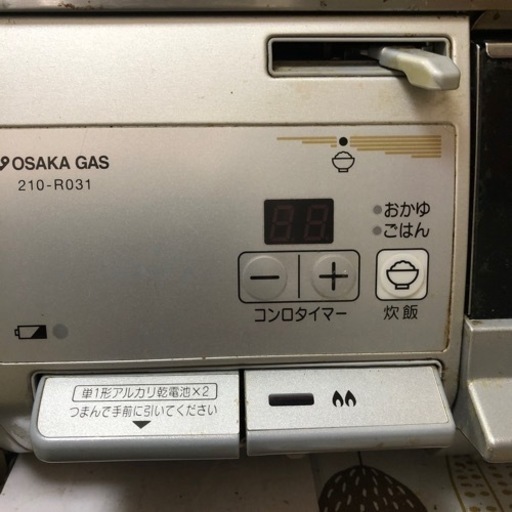 OSAKA GAS
210-R031
おかゆ
ごはん
コンロタイマー
炊飯
単1形アルカリ乾電池×2
つまんで手前に引いてください